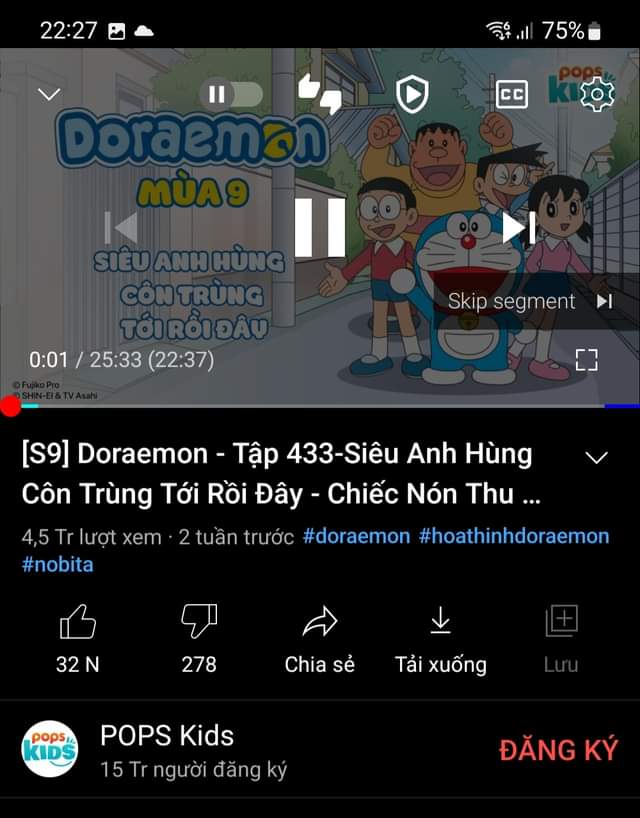 22:27
75%
CC
pops
KIDS
Doraemon
MÙA 9
SIÊU ANH HÙNG
CÔN TRÙNG
TỚI RỒI ĐÂY
Skip segment
0:01 / 25:33 (22:37)
© Fujiko Pro
© SHIN-EI & TV Asahi
[S9] Doraemon - Tập 433-Siêu Anh Hùng
Côn Trùng Tới Rồi Đây - Chiếc Nón Thu ...
4,5 Tr lượt xem · 2 tuần trước #doraemon #hoathinhdoraemon
#nobita
32 N
278
Chia sẻ
Tải xuống
Lưu
pops
KIDS
POPS Kids
15 Tr người đăng ký
ĐĂNG KÝ